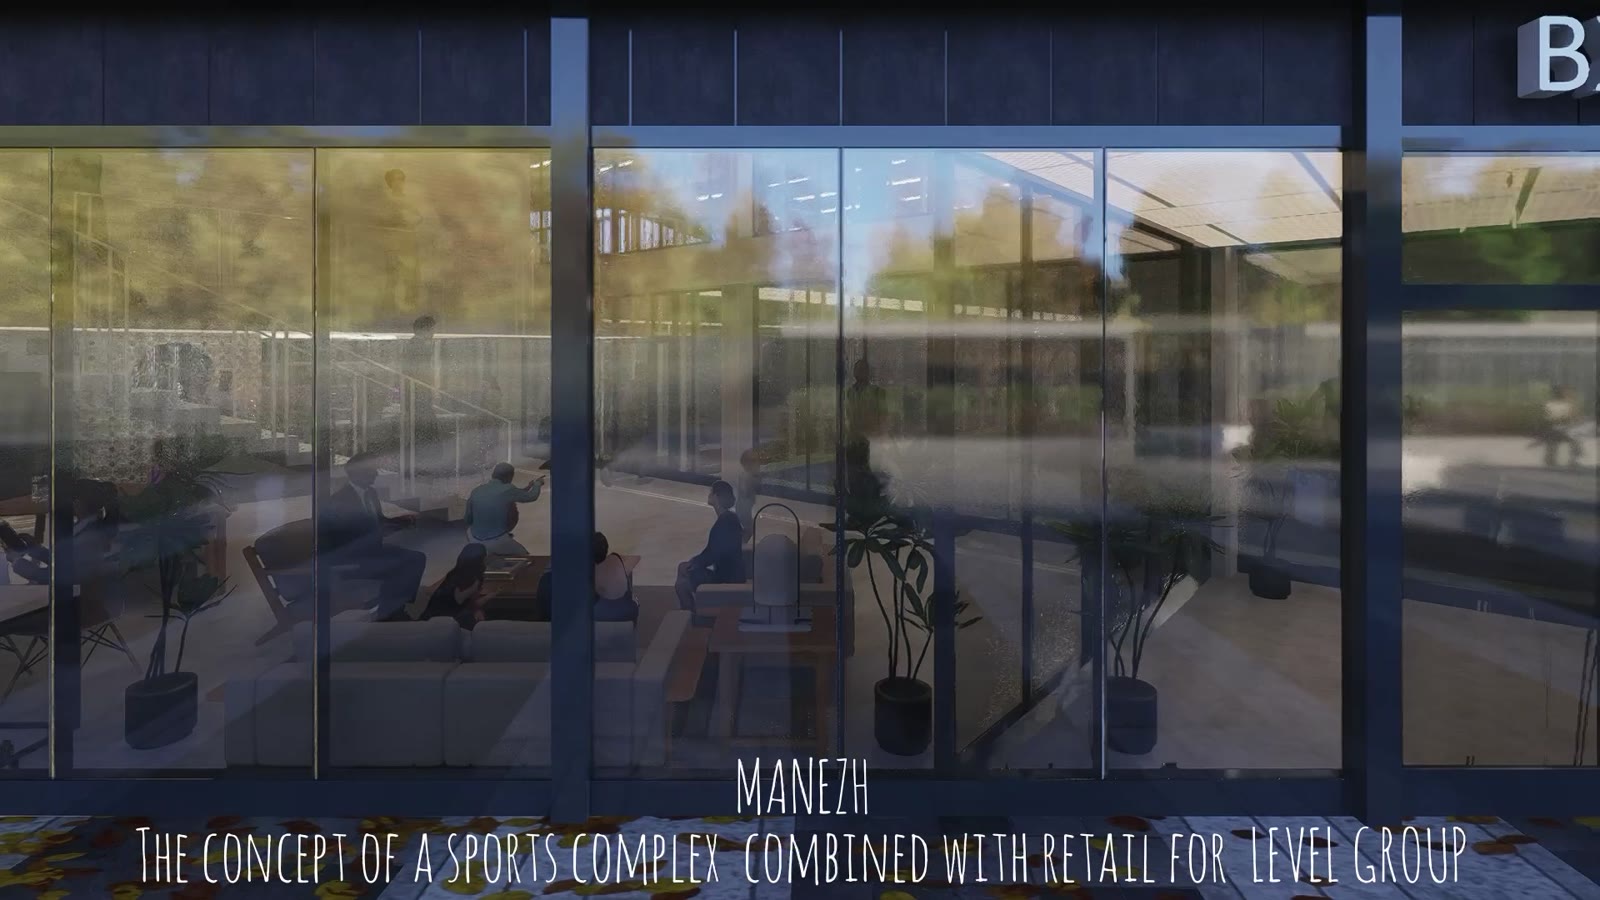 MANEZH
The concept of a sports complex combined with retail for LEVEL GROUP